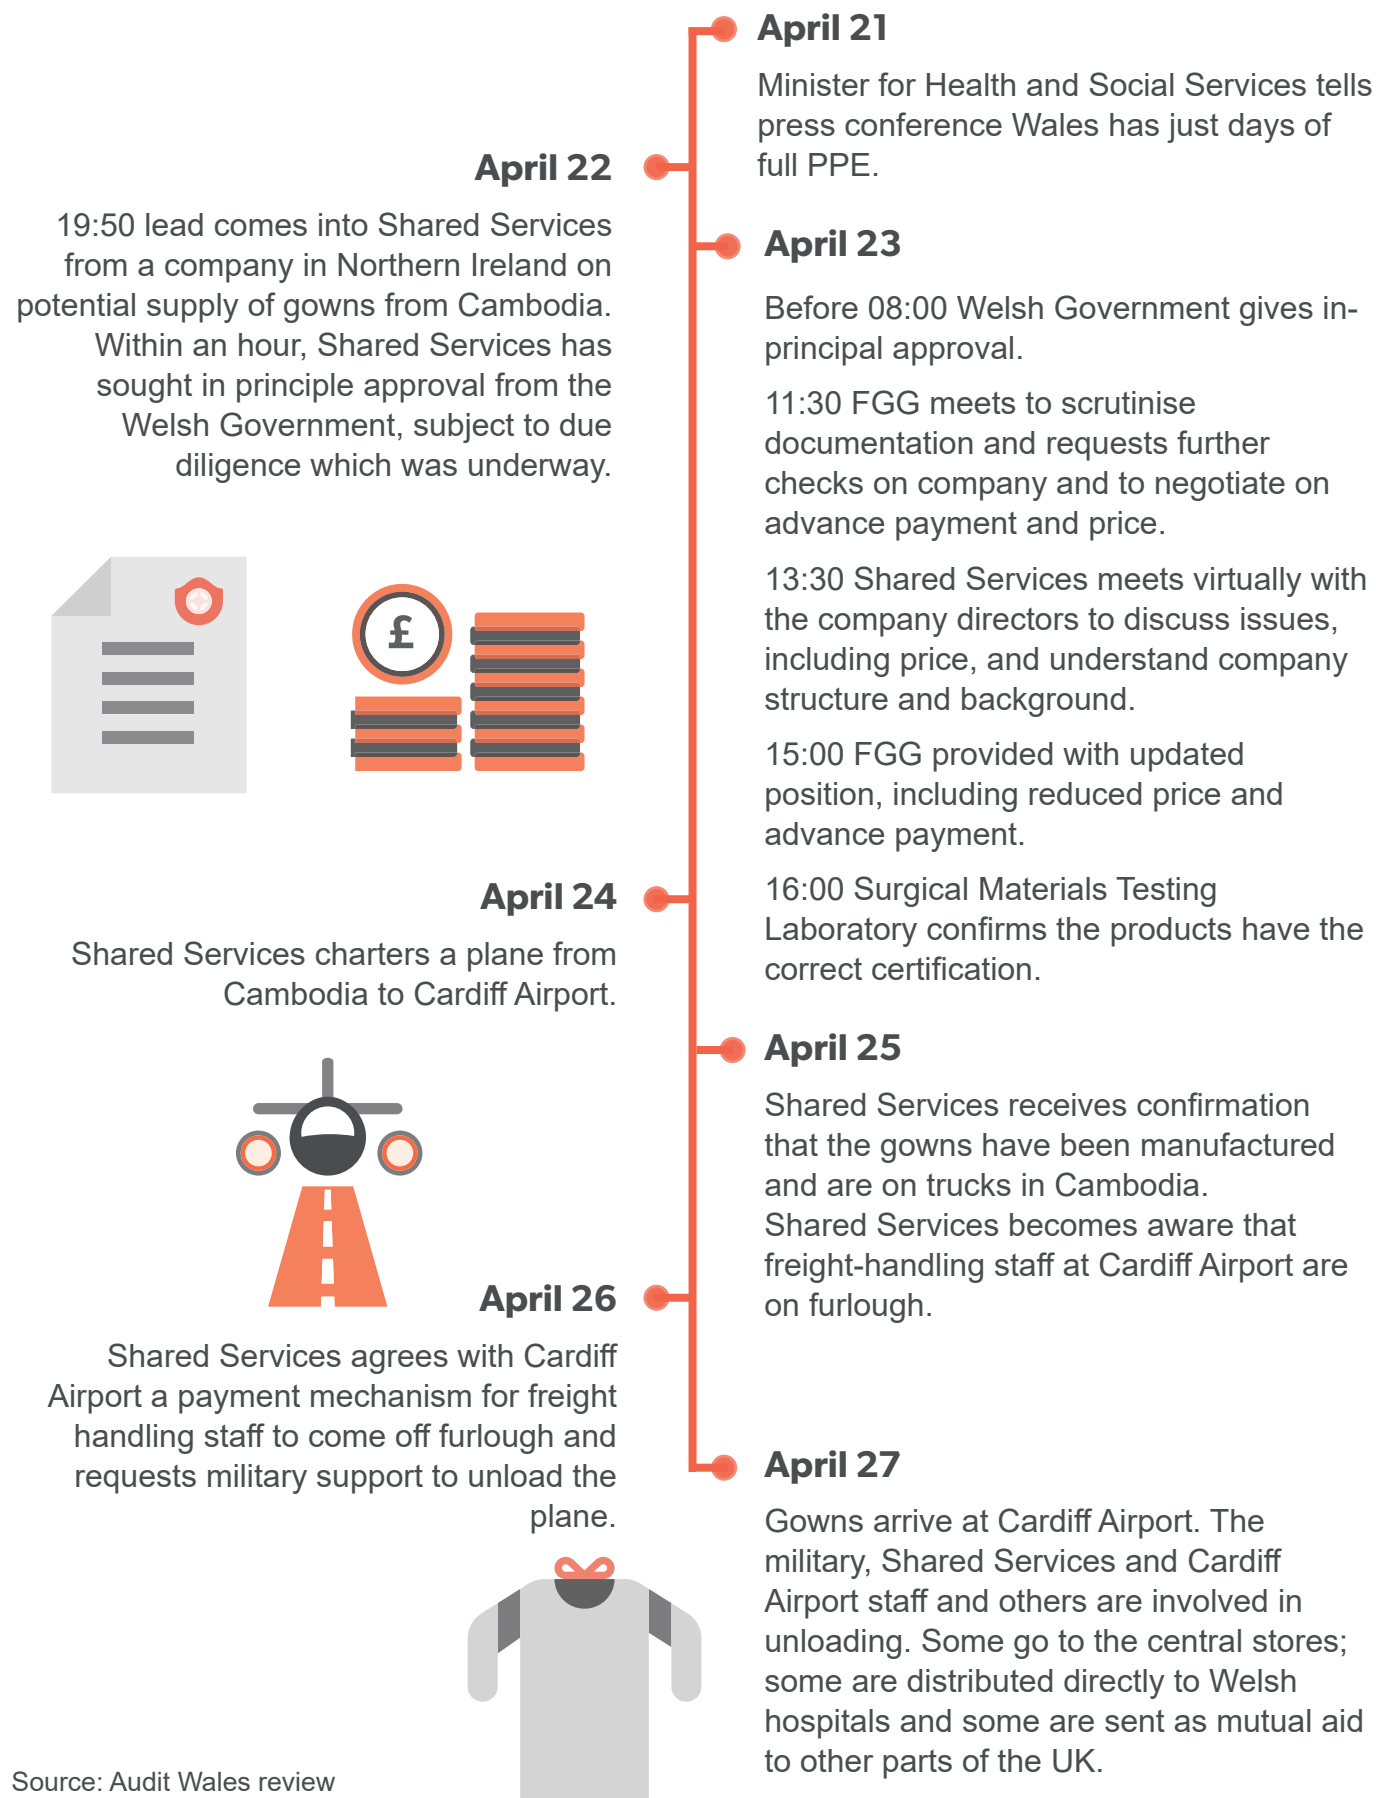 April 21
Minister for Health and Social Services tells
press conference Wales has just days of
full PPE.
April 22
19:50 lead comes into Shared Services
from a company in Northern Ireland on
potential supply of gowns from Cambodia.
Within an hour, Shared Services has
sought in principle approval from the
Welsh Government, subject to due
diligence which was underway.
April 23
Before 08:00 Welsh Government gives in-
principal approval.
11:30 FGG meets to scrutinise
documentation and requests further
checks on company and to negotiate on
advance payment and price.
13:30 Shared Services meets virtually with
the company directors to discuss issues,
including price, and understand company
structure and background.
15:00 FGG provided with updated
position, including reduced price and
advance payment.
16:00 Surgical Materials Testing
Laboratory confirms the products have the
correct certification.
£
April 24
Shared Services charters a plane from
Cambodia to Cardiff Airport.
April 25
Shared Services receives confirmation
that the gowns have been manufactured
and are on trucks in Cambodia.
Shared Services becomes aware that
freight-handling staff at Cardiff Airport are
on furlough.
April 26
Shared Services agrees with Cardiff
Airport a payment mechanism for freight
handling staff to come off furlough and
requests military support to unload the
plane.
April 27
Gowns arrive at Cardiff Airport. The
military, Shared Services and Cardiff
Airport staff and others are involved in
unloading. Some go to the central stores;
some are distributed directly to Welsh
hospitals and some are sent as mutual aid
to other parts of the UK.
Source: Audit Wales review